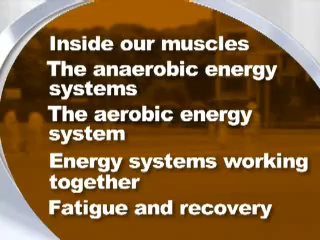 Inside our muscles
The anaerobic energy
systems
The aerobic energy
system
Energy systems working
together
Fatigue and recovery